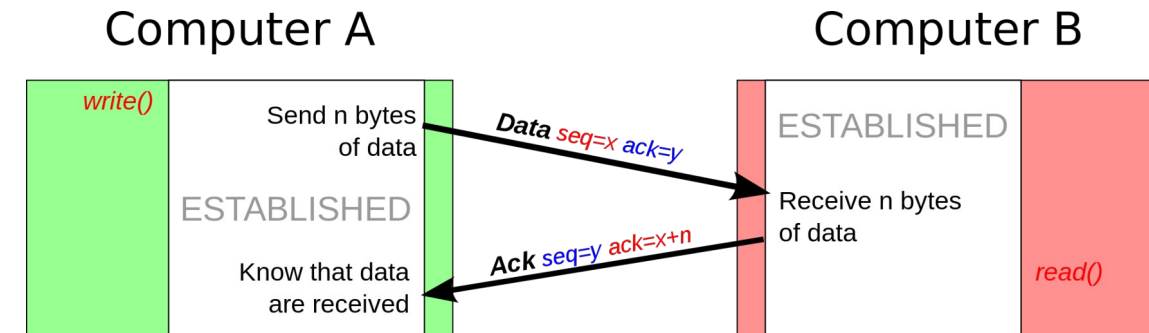 Computer A
Computer B
write()
Send n bytes
of data
ESTABLISHED
Know that data
are received
Data seq=x ack=y
Ack seq=y ack=x+n
ESTABLISHED
Receive n bytes
of data
read()